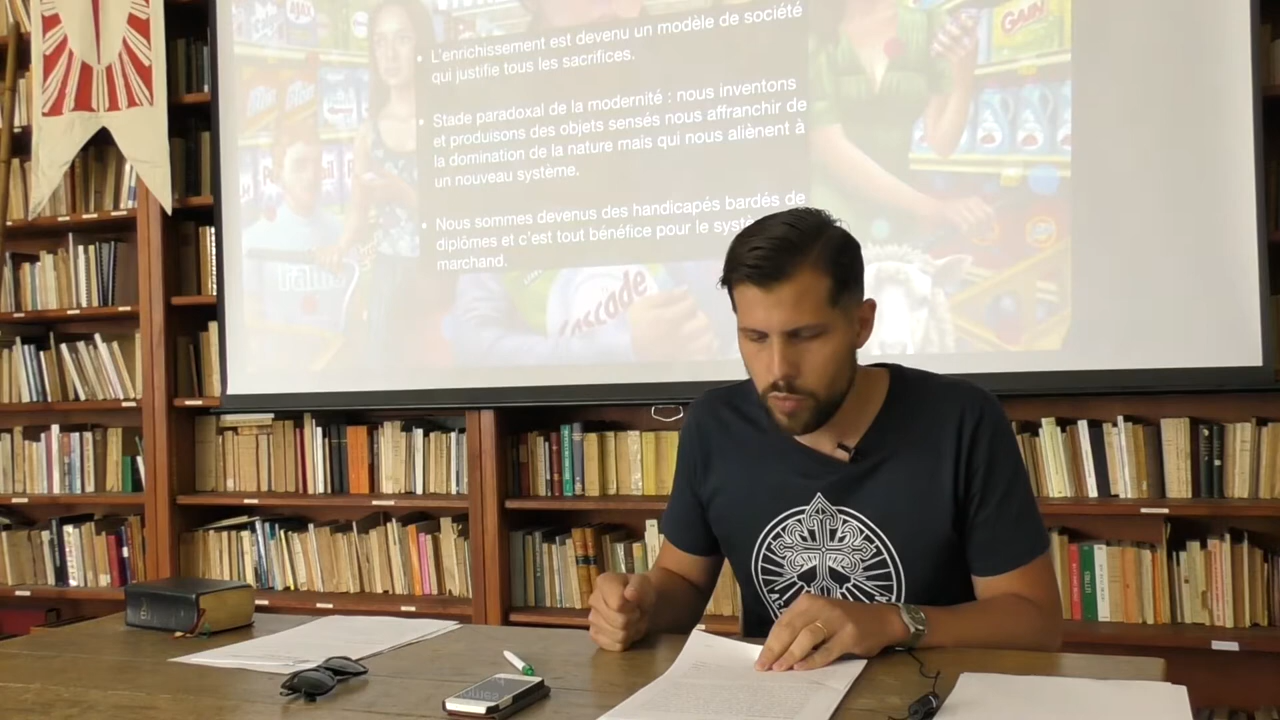 AJAX
GAIN
L'enrichissement est devenu un modèle de société
qui justifie tous les sacrifices.
Stade paradoxal de la modernité : nous inventons
et produisons des objets sensés nous affranchir de
la domination de la nature mais qui nous aliènent à
un nouveau système.
Nous sommes devenus des handicapés bardés de
diplômes et c'est tout bénéfice pour le
marchand.
cascade